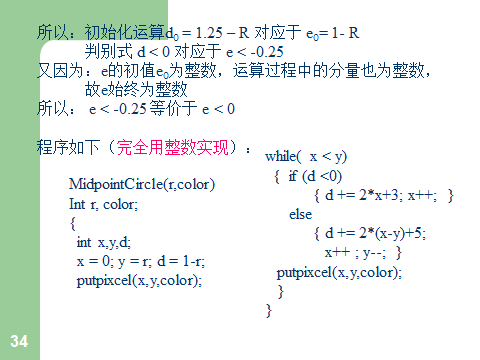 所以：初始化运算d0 = 1.25 – R 对应于 e0= 1- R
判别式 d < 0 对应于 e < -0.25
又因为：e的初值e0为整数，运算过程中的分量也为整数，
故e始终为整数
所以： e < -0.25 等价于 e < 0
程序如下（完全用整数实现）：
MidpointCircle(r,color)
Int r, color;
{
int x,y,d;
x = 0; y = r; d = 1-r;
putpixcel(x,y,color);
while( x < y)
{ if (d <0)
{ d += 2*x+3; x++; }
else
{ d += 2*(x-y)+5;
x++ ; y--; }
putpixcel(x,y,color);
}
}
34